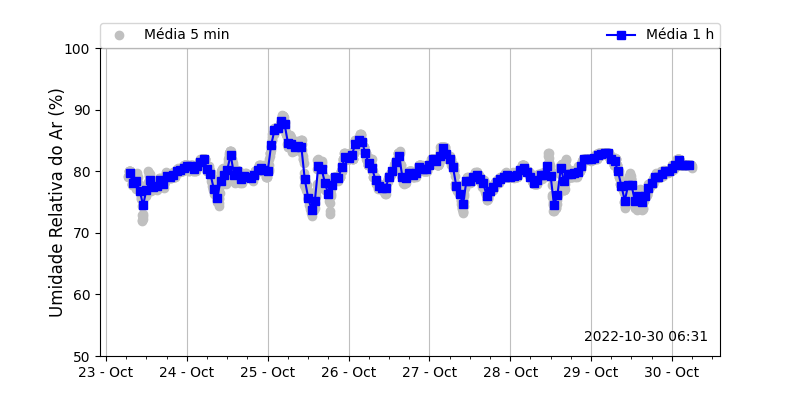 Média 5 min    Média 1 h
Umidade Relativa do Ar (%)
100
90
80
70
60
50
2022-10-30 06:31
23 - Oct  24 - Oct  25 - Oct  26 - Oct  27 - Oct  28 - Oct  29 - Oct  30 - Oct